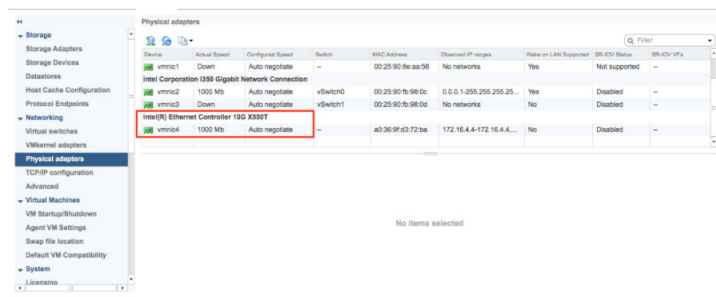 Physical adapters
Storage
Storage Adapters
Storage Devices
Datastores
Host Cache Configuration
Protocol Endpoints
Networking
Virtual switches
VMkernel adapters
Physical adapters
TCP/IP configuration
Advanced
Virtual Machines
VM Startup/Shutdown
Agent VM Settings
Swap file location
Default VM Compatibility
System
Licensing
Filter
Device Actual Speed Configured Speed Switch MAC Address Observed IP ranges Wake on LAN Supported SR-IOV Status SR-IOV VFs
vmnic1 Down Auto negotiate -- 00:25:90:8e:aa:56 No networks Yes Not supported --
Intel Corporation I350 Gigabit Network Connection
vmnic2 1000 Mb Auto negotiate vSwitch0 00:25:90:fb:98:0c 0.0.0.1-255.255.255.25... Yes Disabled --
vmnic3 Down Auto negotiate vSwitch1 00:25:90:fb:98:0d No networks No Disabled --
Intel(R) Ethernet Controller 10G X550T
vmnic4 1000 Mb Auto negotiate -- a0:36:9f:d3:72:ba 172.16.4.4-172.16.4.4,... No Disabled --
No items selected